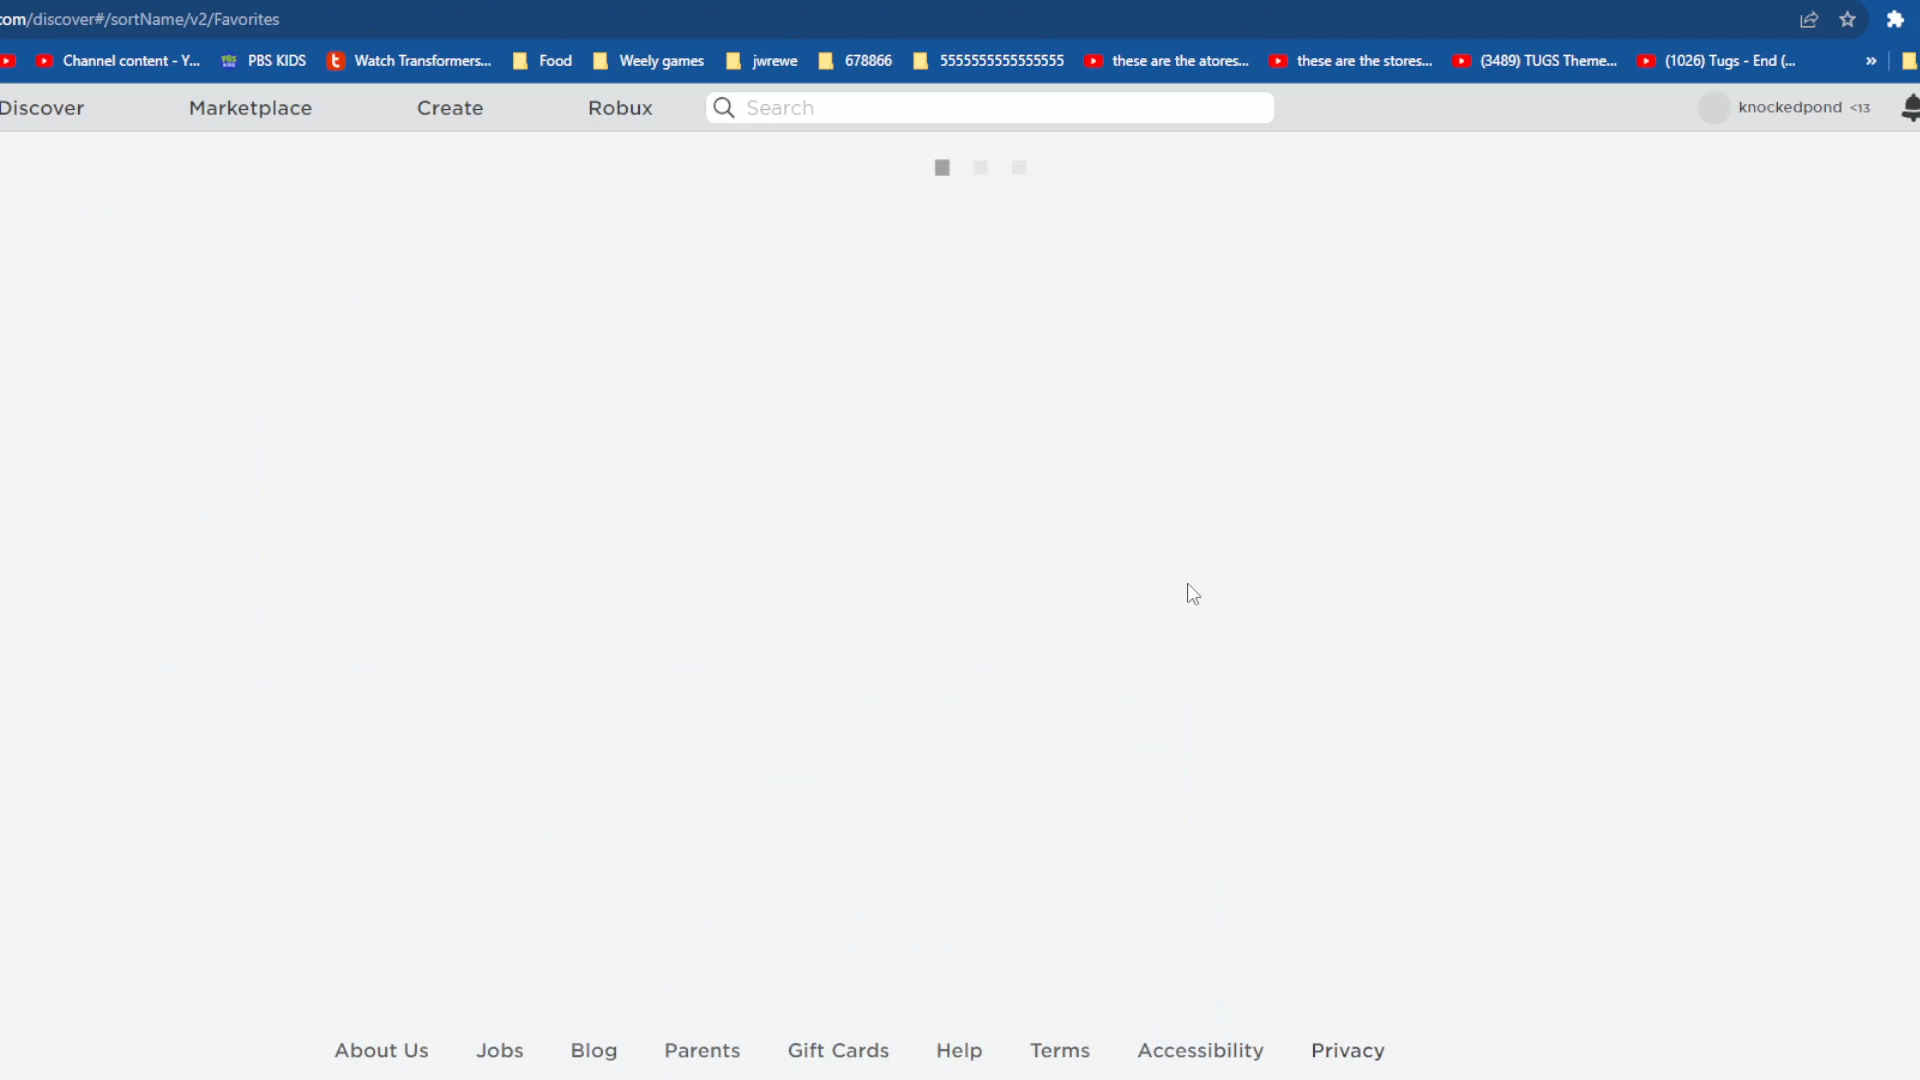 com/discover#/sortName/v2/Favorites
Channel content - Y... PBS KIDS Watch Transformers... Food Weely games jwrewe 678866 5555555555555555 these are the atores... these are the stores... (3489) TUGS Theme... (1026) Tugs - End (... »
Discover Marketplace Create Robux Search knockedpond <13
About Us Jobs Blog Parents Gift Cards Help Terms Accessibility Privacy